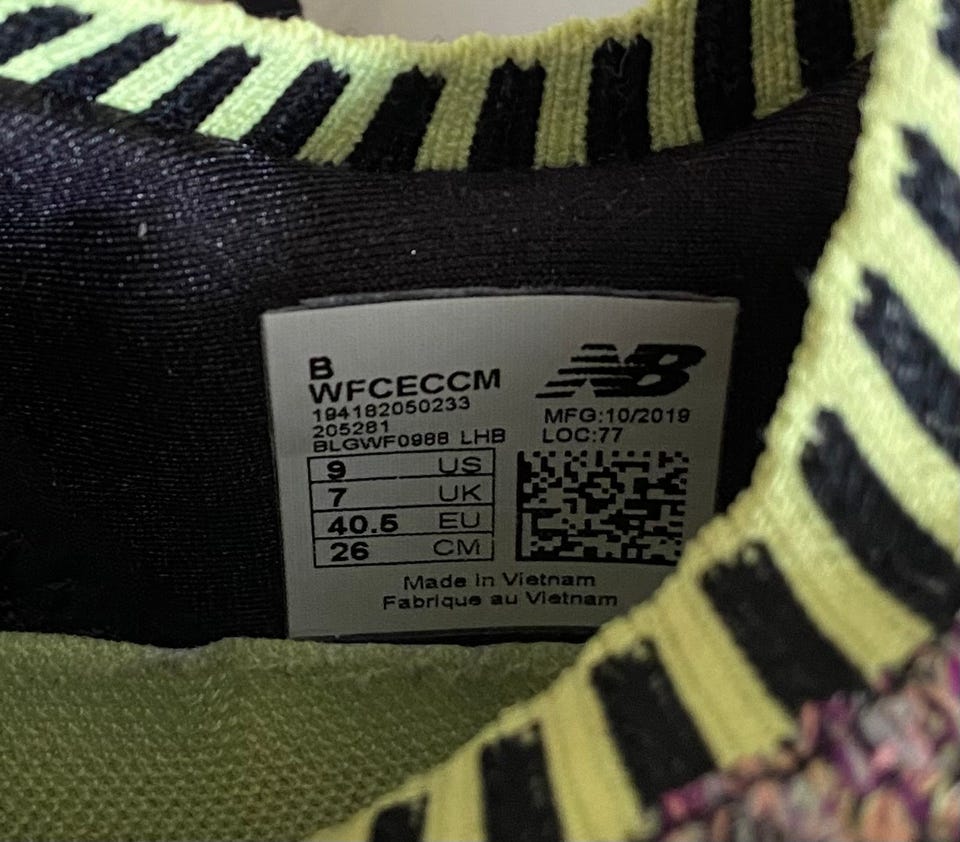 B
WFCECCM
194182050233
205281
BLGWF0988 LHB
NB
MFG:10/2019
LOC:77
9 US
7 UK
40.5 EU
26 CM
Made in Vietnam
Fabrique au Vietnam